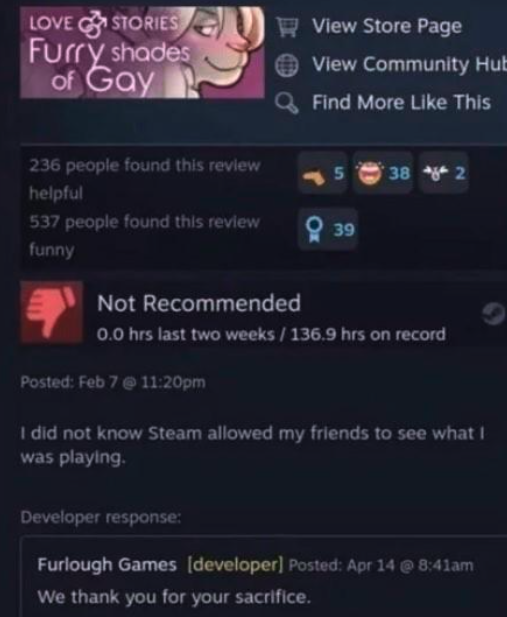 LOVE STORIES
Furry shades
of Gay
View Store Page
View Community Hub
Find More Like This
236 people found this review
helpful
5 38 2
537 people found this review
funny
39
Not Recommended
0.0 hrs last two weeks / 136.9 hrs on record
Posted: Feb 7 @ 11:20pm
I did not know Steam allowed my friends to see what I
was playing.
Developer response:
Furlough Games [developer] Posted: Apr 14 @ 8:41am
We thank you for your sacrifice.